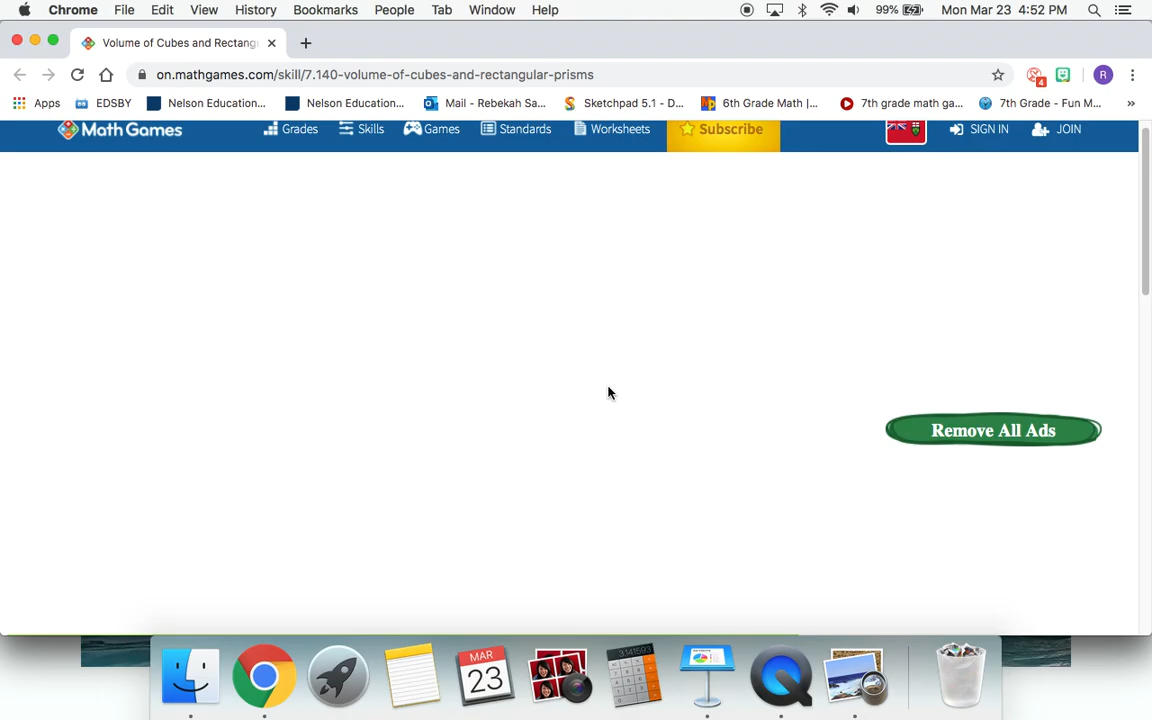 Chrome File Edit View History Bookmarks People Tab Window Help 99% Mon Mar 23 4:52 PM
Volume of Cubes and Rectang
on.mathgames.com/skill/7.140-volume-of-cubes-and-rectangular-prisms 4 R
Apps EDSBY Nelson Education... Nelson Education... Mail - Rebekah Sa... Sketchpad 5.1 - D... 6th Grade Math |... 7th grade math ga... 7th Grade - Fun M... »
Math Games Grades Skills Games Standards Worksheets Subscribe SIGN IN JOIN
Remove All Ads
MAR
23
3.141593